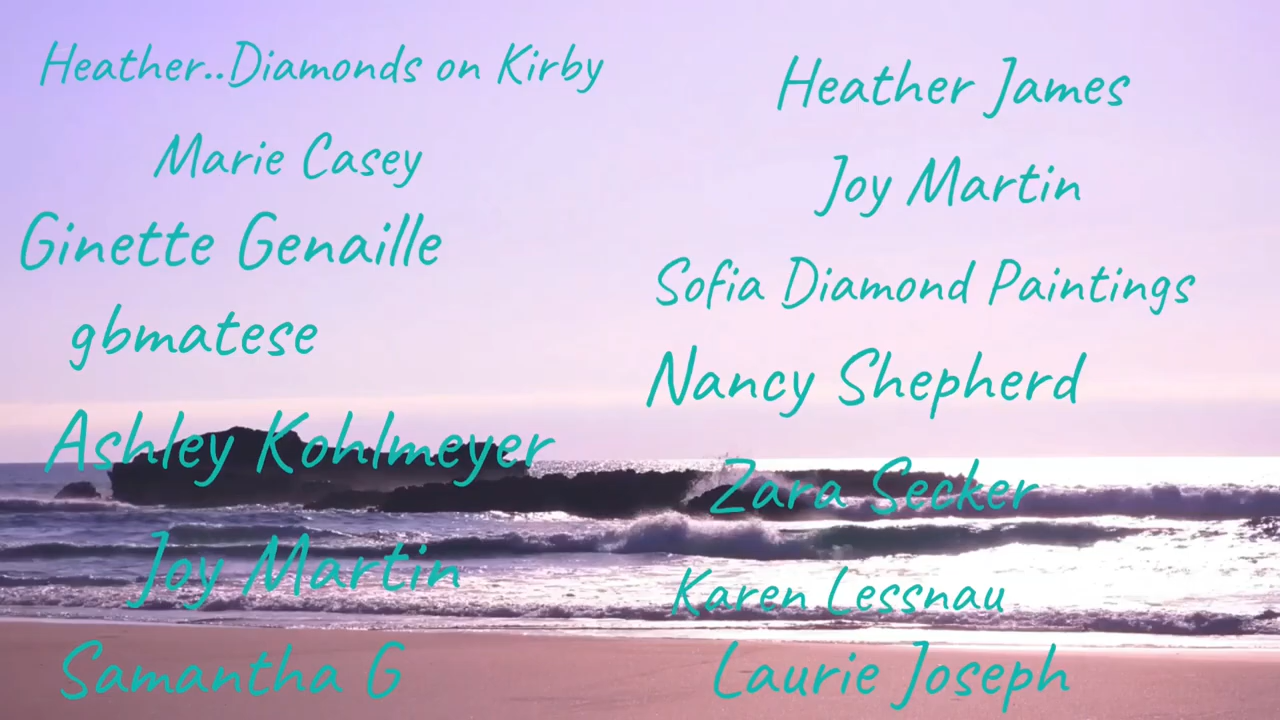 Heather..Diamonds on Kirby
Marie Casey
Ginette Genaille
gbmatese
Ashley Kohlmeyer
Joy Martin
Samantha G
Heather James
Joy Martin
Sofia Diamond Paintings
Nancy Shepherd
Zara Secker
Karen Lessnau
Laurie Joseph